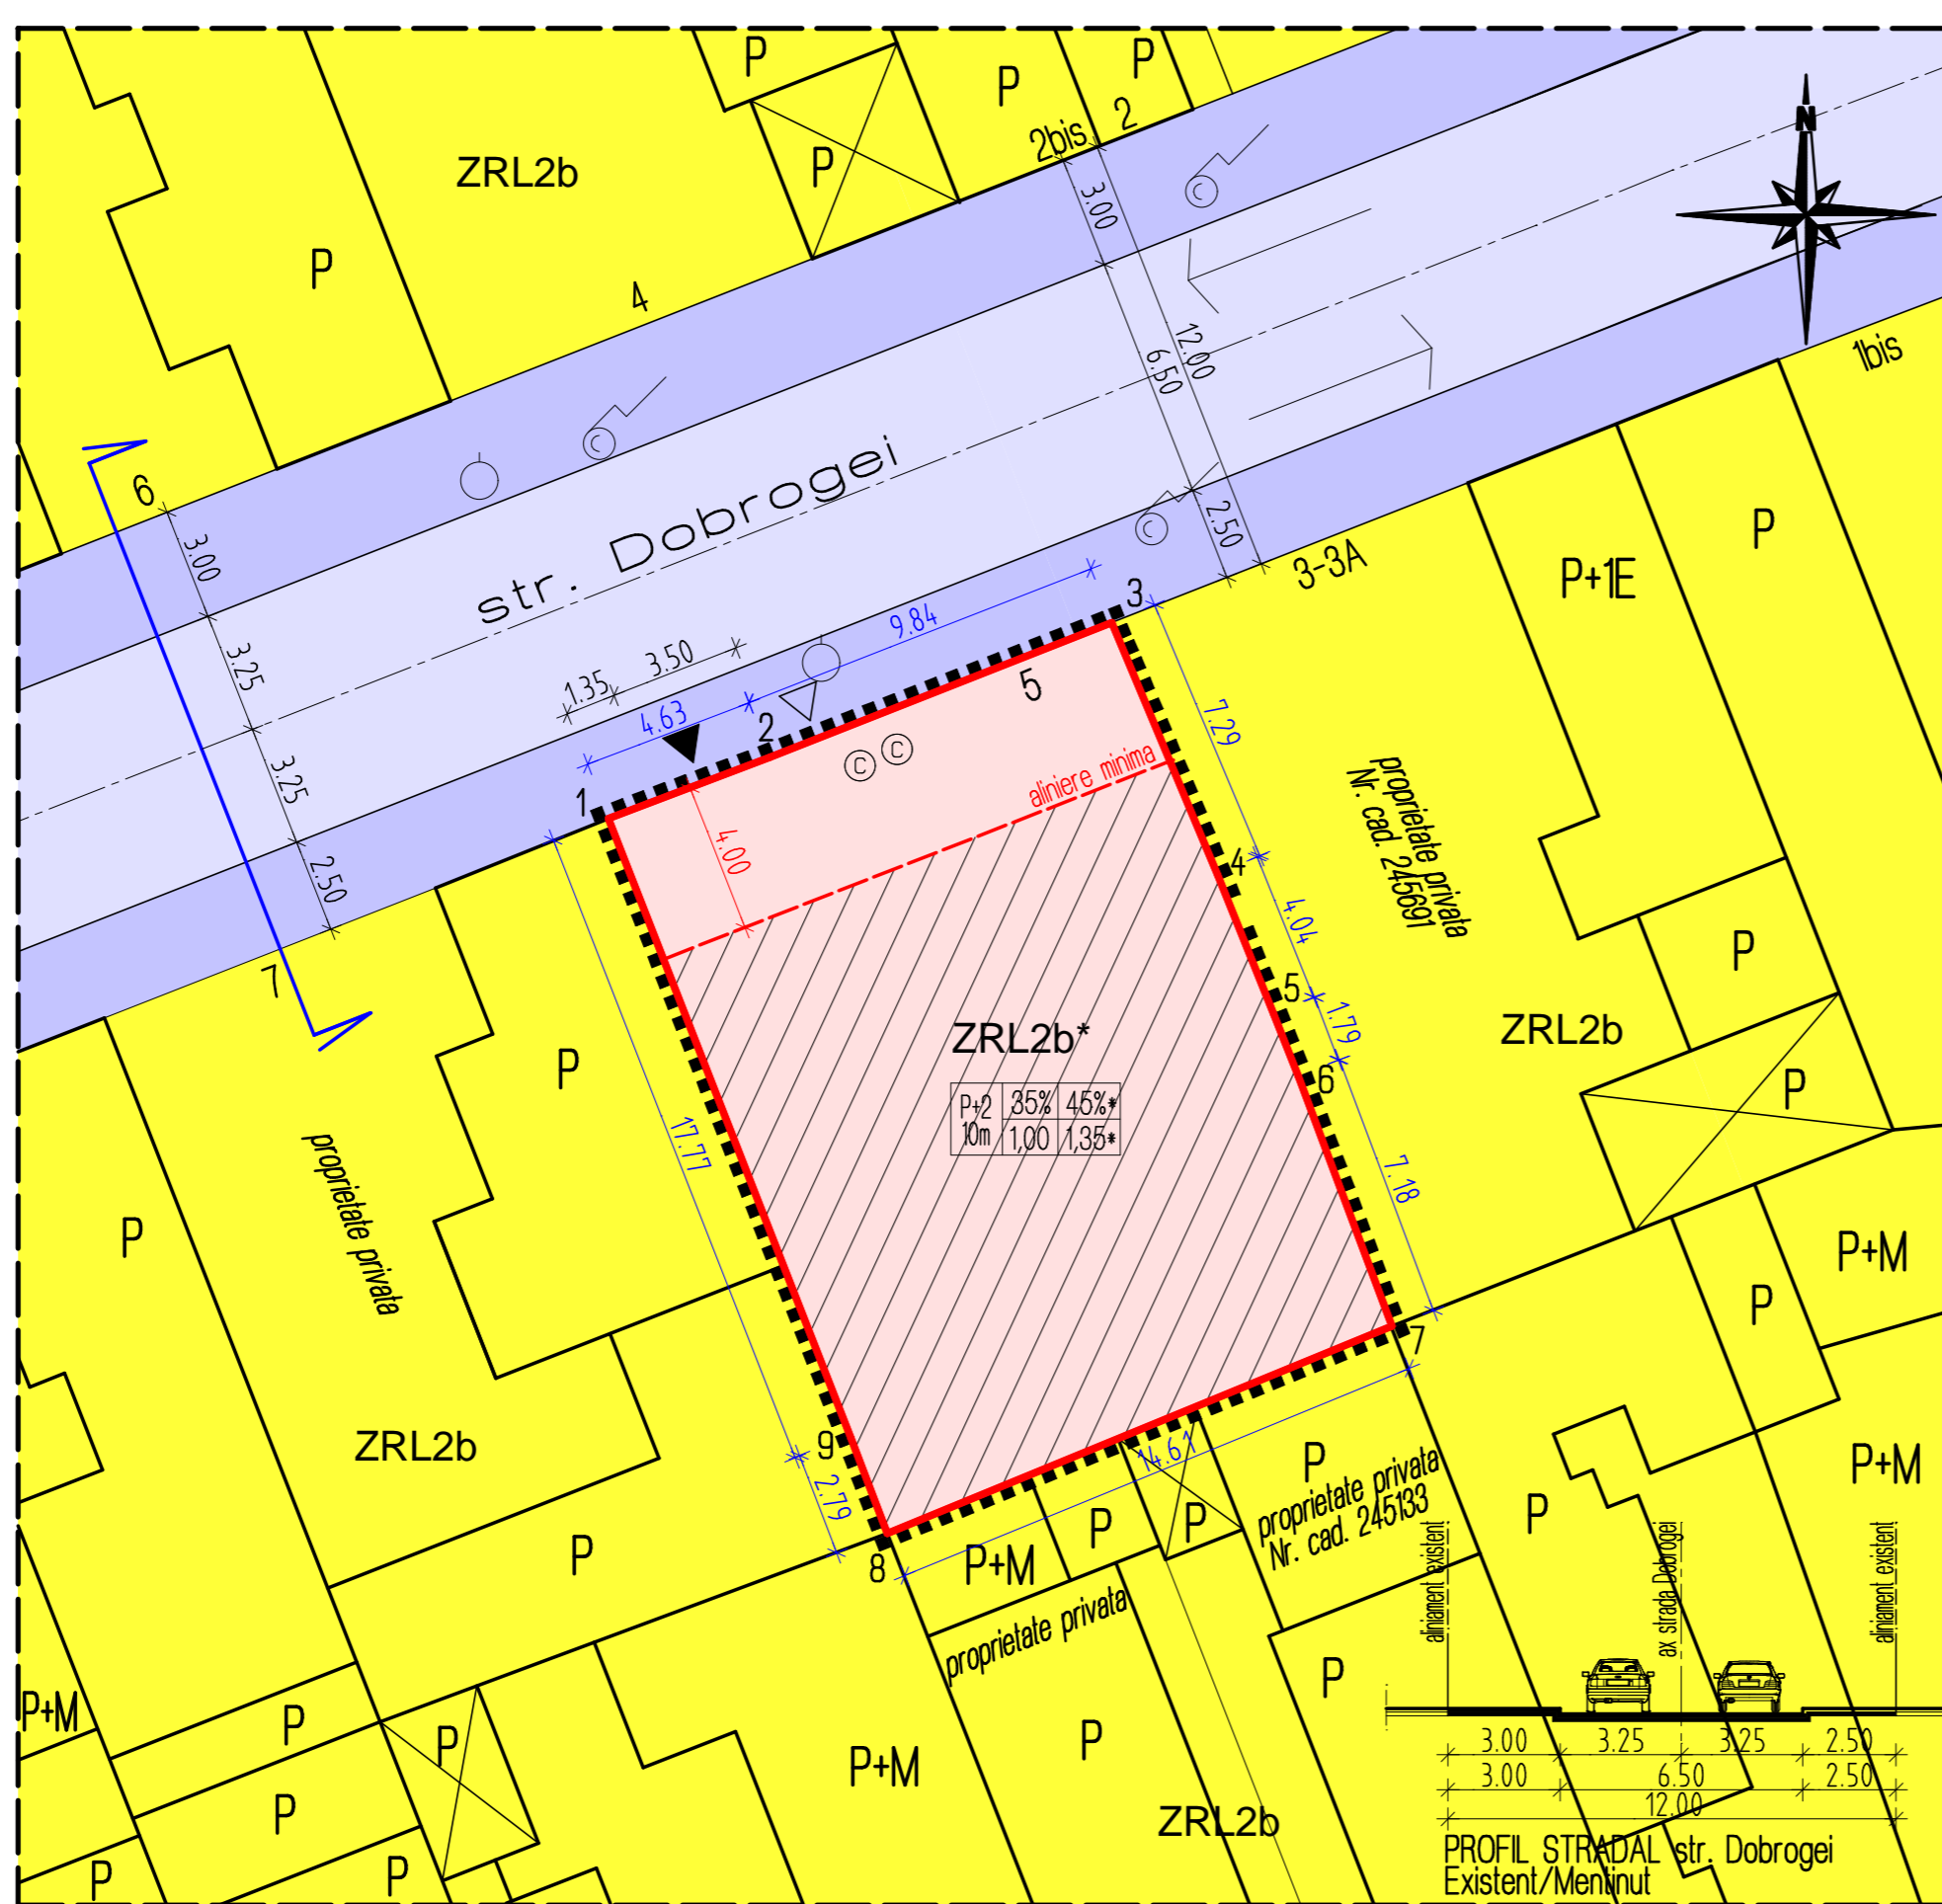 P
P
P
N
2
2bis
P
ZRL2b
P
3.00
4
12.00
6.50
1bis
str. Dobrogei
6
3.00
2.50
3-3A
P
P+1E
3
9.84
3.25
1.35
3.50
4.63
2
5
7.29
C C
aliniere minima
proprietate privata
Nr. cad. 245691
1
4.00
3.25
2.50
4
4.04
P
7
5
1.79
ZRL2b
ZRL2b*
P
6
P
P+2 35% 45%*
10m 1,00 1,35*
17.77
7.18
proprietate privata
P
P+M
P
7
ZRL2b
9
2.79
14.61
P
proprietate privata
Nr. cad. 245133
P+M
P
P
P
P
8
P+M
proprietate privata
P
aliniament existent
ax strada Dobrogei
aliniament existent
P+M
P
P
P
P+M
ZRL2b
P
P
P
3.00 3.25 3.25 2.50
3.00 6.50 2.50
12.00
PROFIL STRADAL str. Dobrogei
Existent/Mentinut